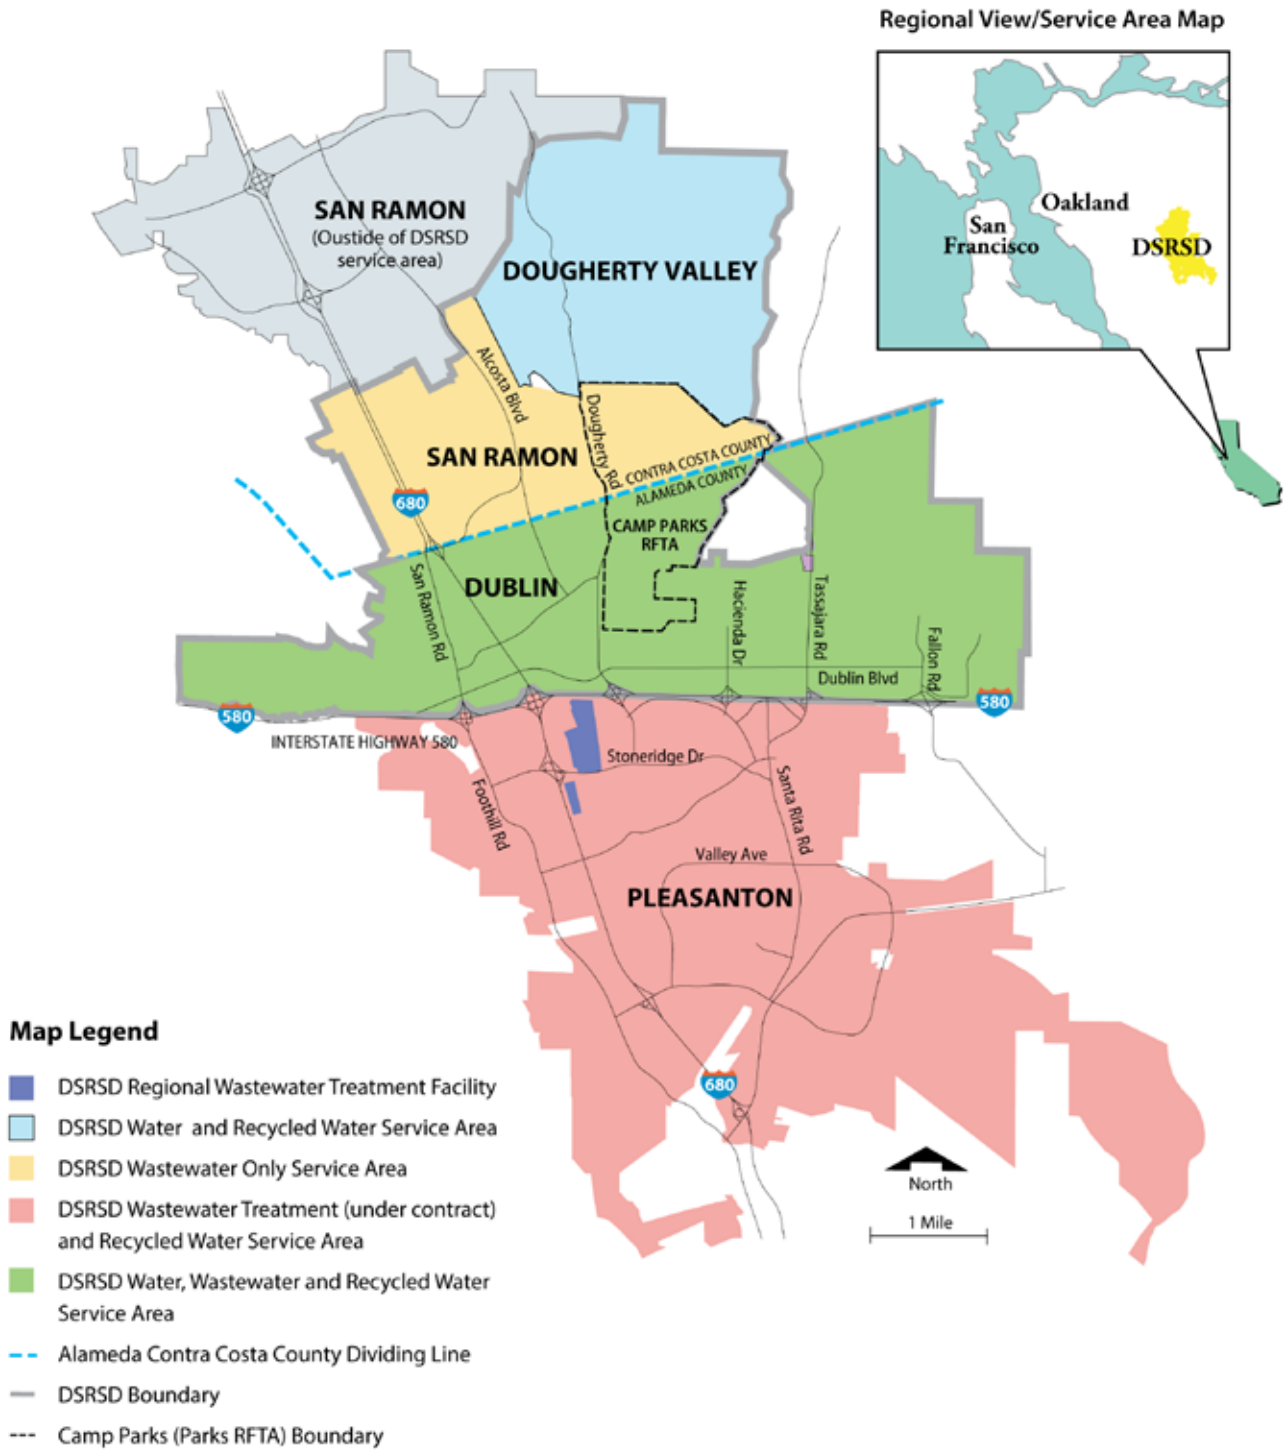 Regional View/Service Area Map
Oakland
San
Francisco
DSRSD
SAN RAMON
(Oustide of DSRSD
service area)
DOUGHERTY VALLEY
Alcosta Blvd
Dougherty Rd
SAN RAMON
CONTRA COSTA COUNTY
ALAMEDA COUNTY
680
CAMP PARKS
RFTA
DUBLIN
San Ramon Rd
Hacienda Dr
Tassajara Rd
Fallon Rd
Dublin Blvd
580
580
INTERSTATE HIGHWAY 580
Stoneridge Dr
Foothill Rd
Santa Rita Rd
Valley Ave
PLEASANTON
680
North
1 Mile
Map Legend
DSRSD Regional Wastewater Treatment Facility
DSRSD Water and Recycled Water Service Area
DSRSD Wastewater Only Service Area
DSRSD Wastewater Treatment (under contract)
and Recycled Water Service Area
DSRSD Water, Wastewater and Recycled Water
Service Area
Alameda Contra Costa County Dividing Line
DSRSD Boundary
Camp Parks (Parks RFTA) Boundary